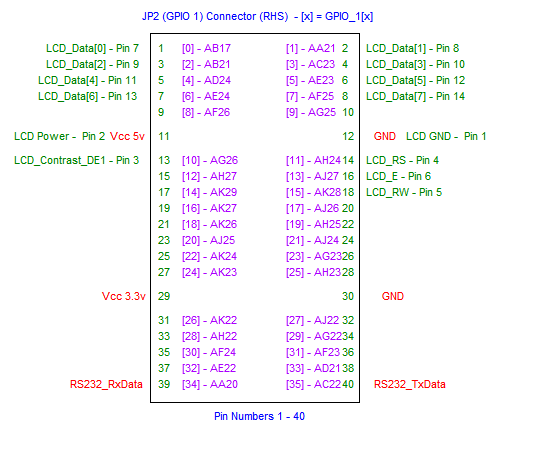 JP2 (GPIO 1) Connector (RHS) - [x] = GPIO_1[x]
LCD_Data[0] - Pin 7 1 [0] - AB17 [1] - AA21 2 LCD_Data[1] - Pin 8
LCD_Data[2] - Pin 9 3 [2] - AB21 [3] - AC23 4 LCD_Data[3] - Pin 10
LCD_Data[4] - Pin 11 5 [4] - AD24 [5] - AE23 6 LCD_Data[5] - Pin 12
LCD_Data[6] - Pin 13 7 [6] - AE24 [7] - AF25 8 LCD_Data[7] - Pin 14
9 [8] - AF26 [9] - AG25 10
LCD Power - Pin 2 Vcc 5v 11 12 GND LCD GND - Pin 1
LCD_Contrast_DE1 - Pin 3 13 [10] - AG26 [11] - AH24 14 LCD_RS - Pin 4
15 [12] - AH27 [13] - AJ27 16 LCD_E - Pin 6
17 [14] - AK29 [15] - AK28 18 LCD_RW - Pin 5
19 [16] - AK27 [17] - AJ26 20
21 [18] - AK26 [19] - AH25 22
23 [20] - AJ25 [21] - AJ24 24
25 [22] - AK24 [23] - AG23 26
27 [24] - AK23 [25] - AH23 28
Vcc 3.3v 29 30 GND
31 [26] - AK22 [27] - AJ22 32
33 [28] - AH22 [29] - AG22 34
35 [30] - AF24 [31] - AF23 36
37 [32] - AE22 [33] - AD21 38
RS232_RxData 39 [34] - AA20 [35] - AC22 40 RS232_TxData
Pin Numbers 1 - 40